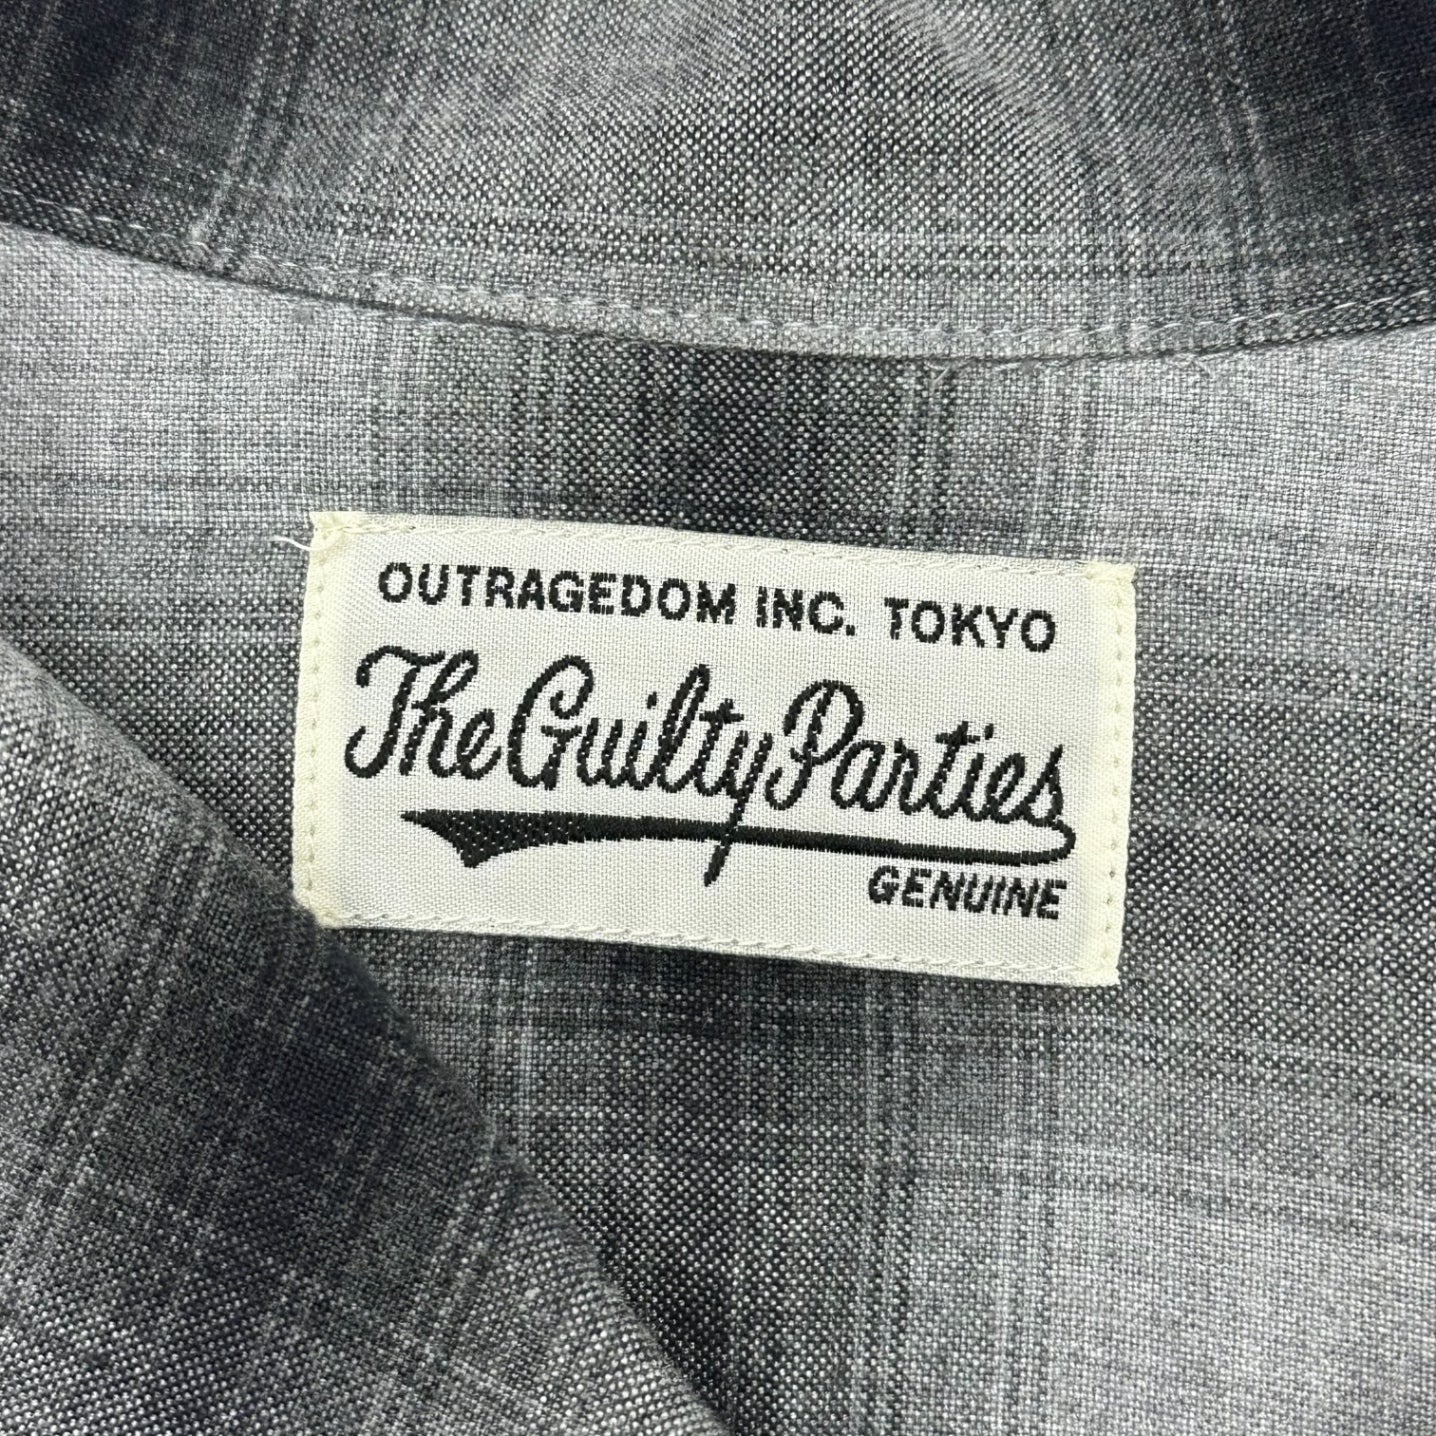 OUTRAGEDOM INC. TOKYO
The Guilty Parties
GENUINE